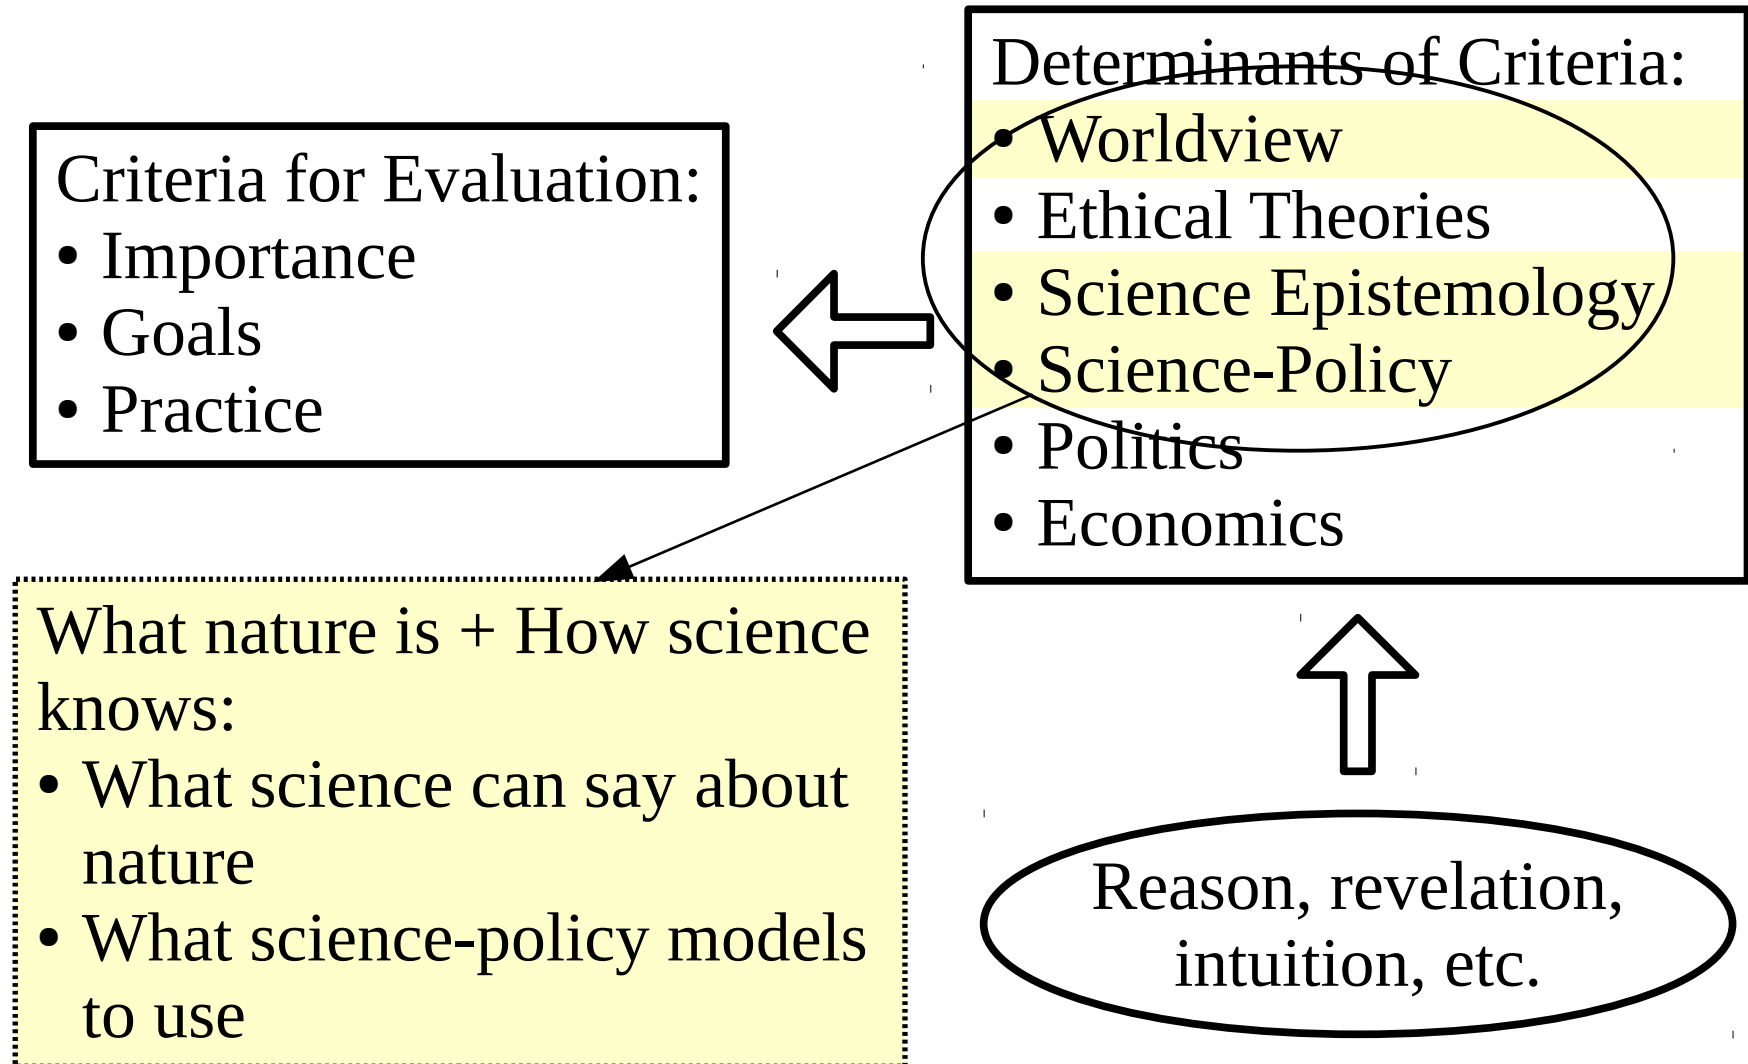 Criteria for Evaluation:
• Importance
• Goals
• Practice
Determinants of Criteria:
• Worldview
• Ethical Theories
• Science Epistemology
• Science-Policy
• Politics
• Economics
What nature is + How science
knows:
• What science can say about
nature
• What science-policy models
to use
Reason, revelation,
intuition, etc.